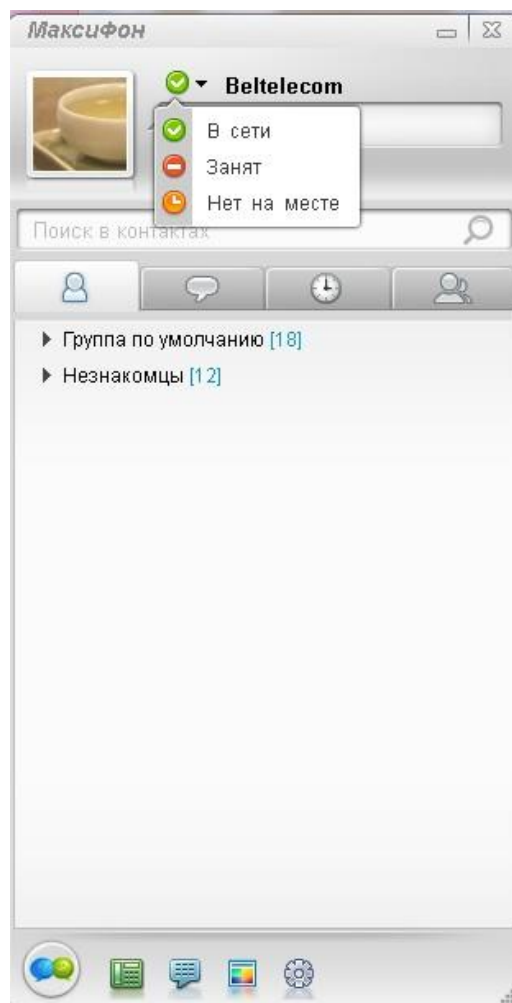 Максифон
Beltelecom
В сети
Занят
Нет на месте
Поиск в контактах
Группа по умолчанию [18]
Незнакомцы [12]